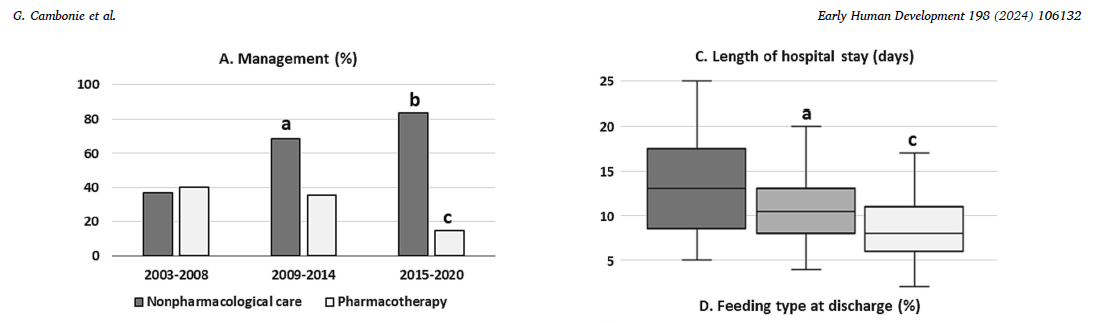 G. Cambonie et al.
Early Human Development 198 (2024) 106132
A. Management (%)
100
80
60
40
20
0
a
b
c
2003-2008
2009-2014
2015-2020
Nonpharmacological care
Pharmacotherapy
C. Length of hospital stay (days)
25
20
15
10
5
a
c
D. Feeding type at discharge (%)